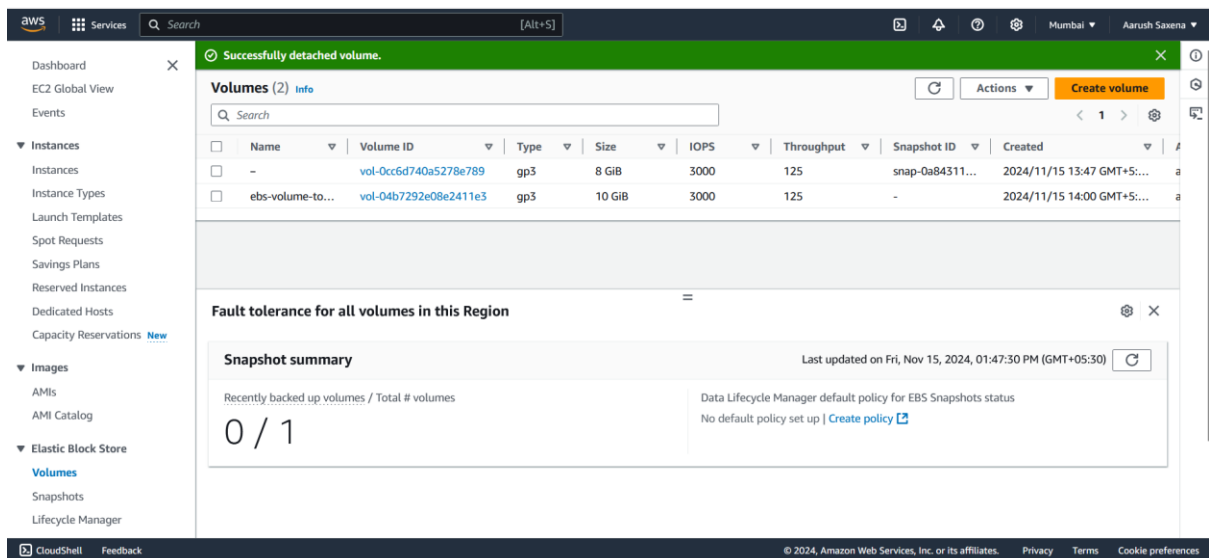 aws Services Search [Alt+S] Mumbai Aarush Saxena
Successfully detached volume.
Dashboard
EC2 Global View
Events
Instances
Instances
Instance Types
Launch Templates
Spot Requests
Savings Plans
Reserved Instances
Dedicated Hosts
Capacity Reservations New
Images
AMIs
AMI Catalog
Elastic Block Store
Volumes
Snapshots
Lifecycle Manager
Volumes (2) Info Actions Create volume
Search 1
Name Volume ID Type Size IOPS Throughput Snapshot ID Created
– vol-0cc6d740a5278e789 gp3 8 GiB 3000 125 snap-0a84311... 2024/11/15 13:47 GMT+5:...
ebs-volume-to... vol-04b7292e08e2411e3 gp3 10 GiB 3000 125 - 2024/11/15 14:00 GMT+5:...
Fault tolerance for all volumes in this Region
Snapshot summary Last updated on Fri, Nov 15, 2024, 01:47:30 PM (GMT+05:30)
Recently backed up volumes / Total # volumes
0 / 1
Data Lifecycle Manager default policy for EBS Snapshots status
No default policy set up | Create policy
CloudShell Feedback © 2024, Amazon Web Services, Inc. or its affiliates. Privacy Terms Cookie preferences